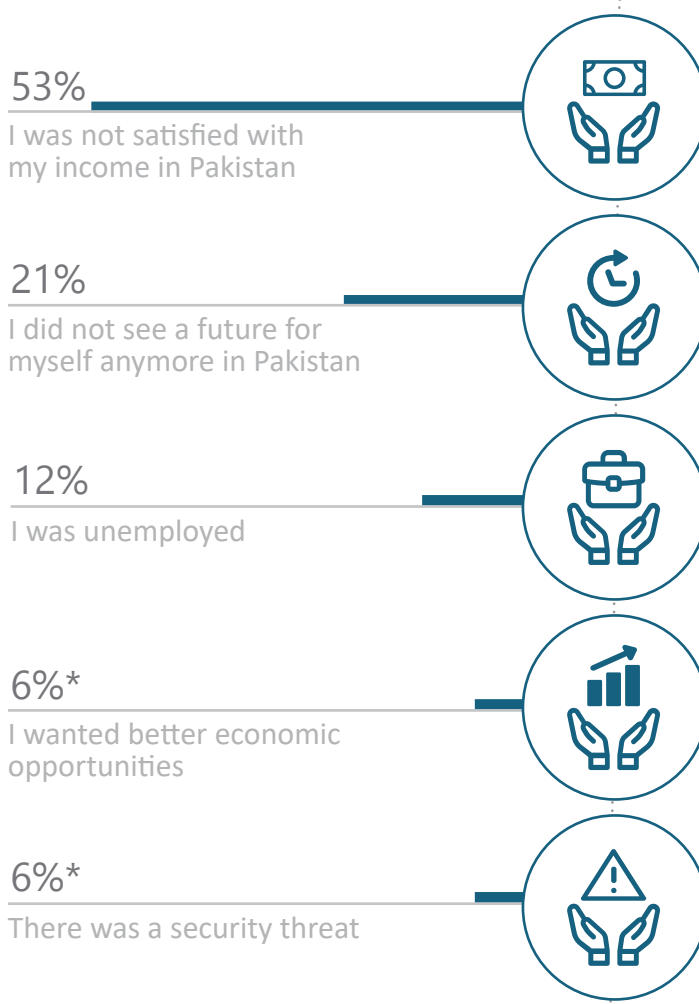 53%
I was not satisfied with
my income in Pakistan
21%
I did not see a future for
myself anymore in Pakistan
12%
I was unemployed
6%*
I wanted better economic
opportunities
6%*
There was a security threat